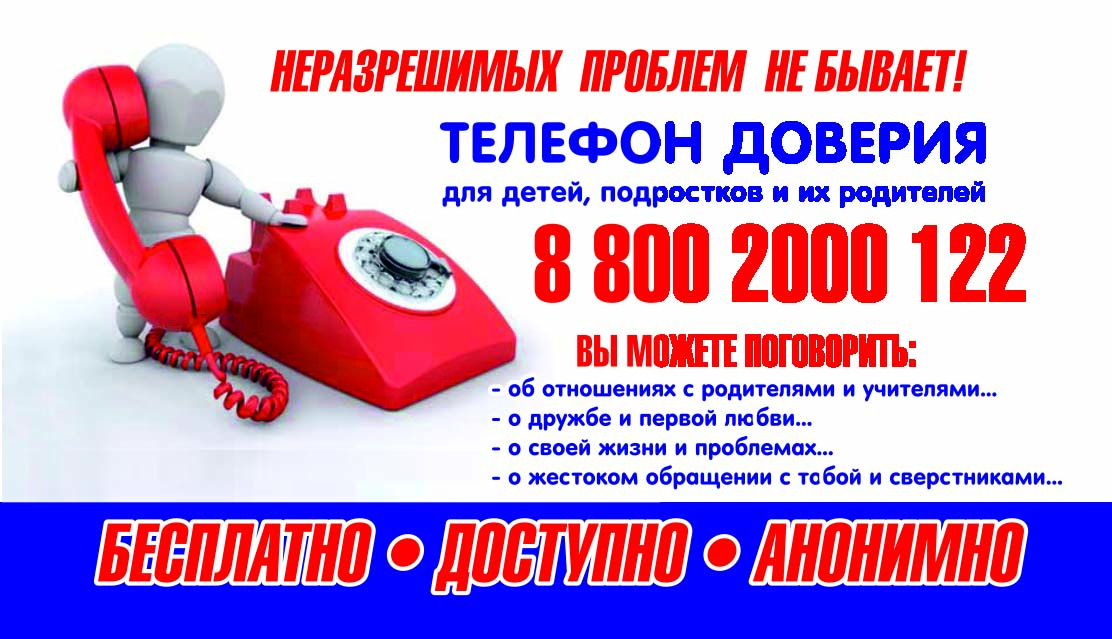 НЕРАЗРЕШИМЫХ ПРОБЛЕМ НЕ БЫВАЕТ!
ТЕЛЕФОН ДОВЕРИЯ
для детей, подростков и их родителей
8 800 2000 122
ВЫ МОЖЕТЕ ПОГОВОРИТЬ:
- об отношениях с родителями и учителями...
- о дружбе и первой любви...
- о своей жизни и проблемах...
- о жестоком обращении с табой и сверстниками...
БЕСПЛАТНО • ДОСТУПНО • АНОНИМНО